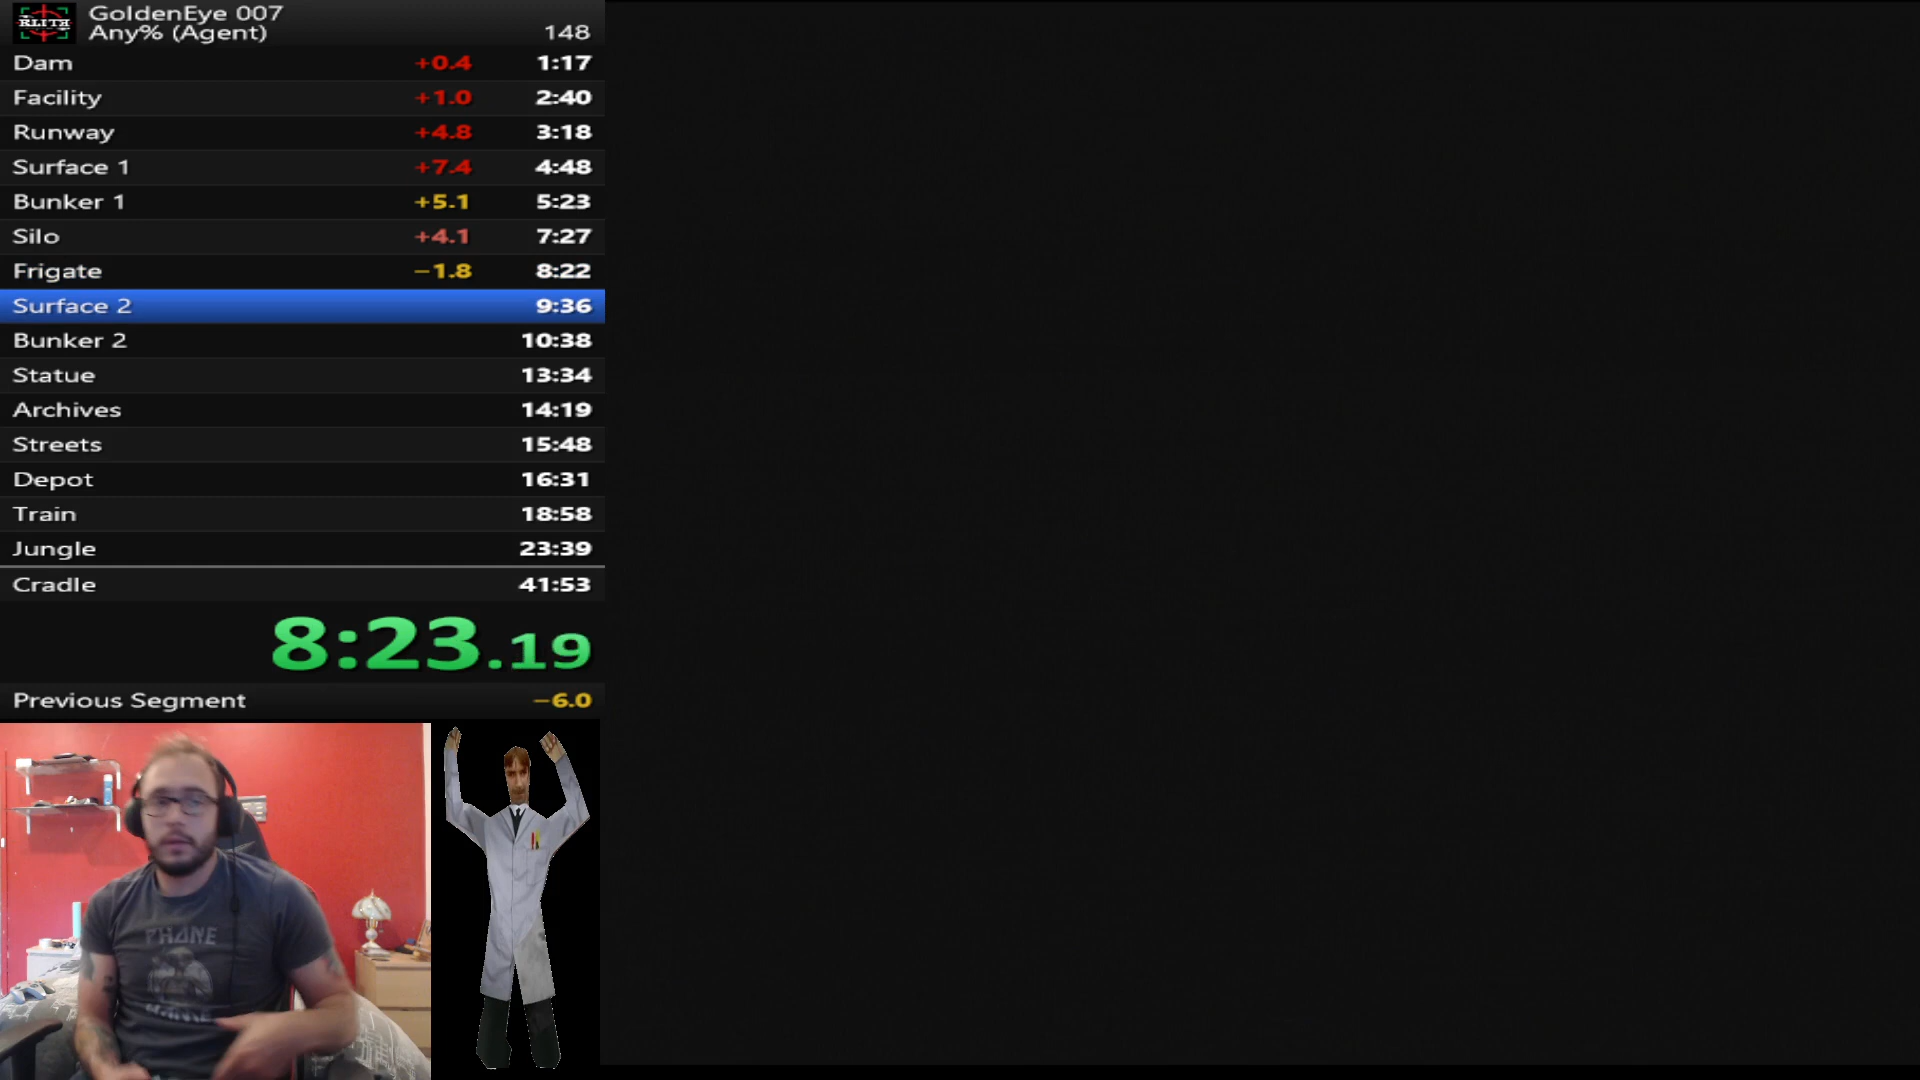 RLITH
GoldenEye 007
Any% (Agent) 148
Dam +0.4 1:17
Facility +1.0 2:40
Runway +4.8 3:18
Surface 1 +7.4 4:48
Bunker 1 +5.1 5:23
Silo +4.1 7:27
Frigate −1.8 8:22
Surface 2 9:36
Bunker 2 10:38
Statue 13:34
Archives 14:19
Streets 15:48
Depot 16:31
Train 18:58
Jungle 23:39
Cradle 41:53
8:23.19
Previous Segment −6.0
PHONE
HOME